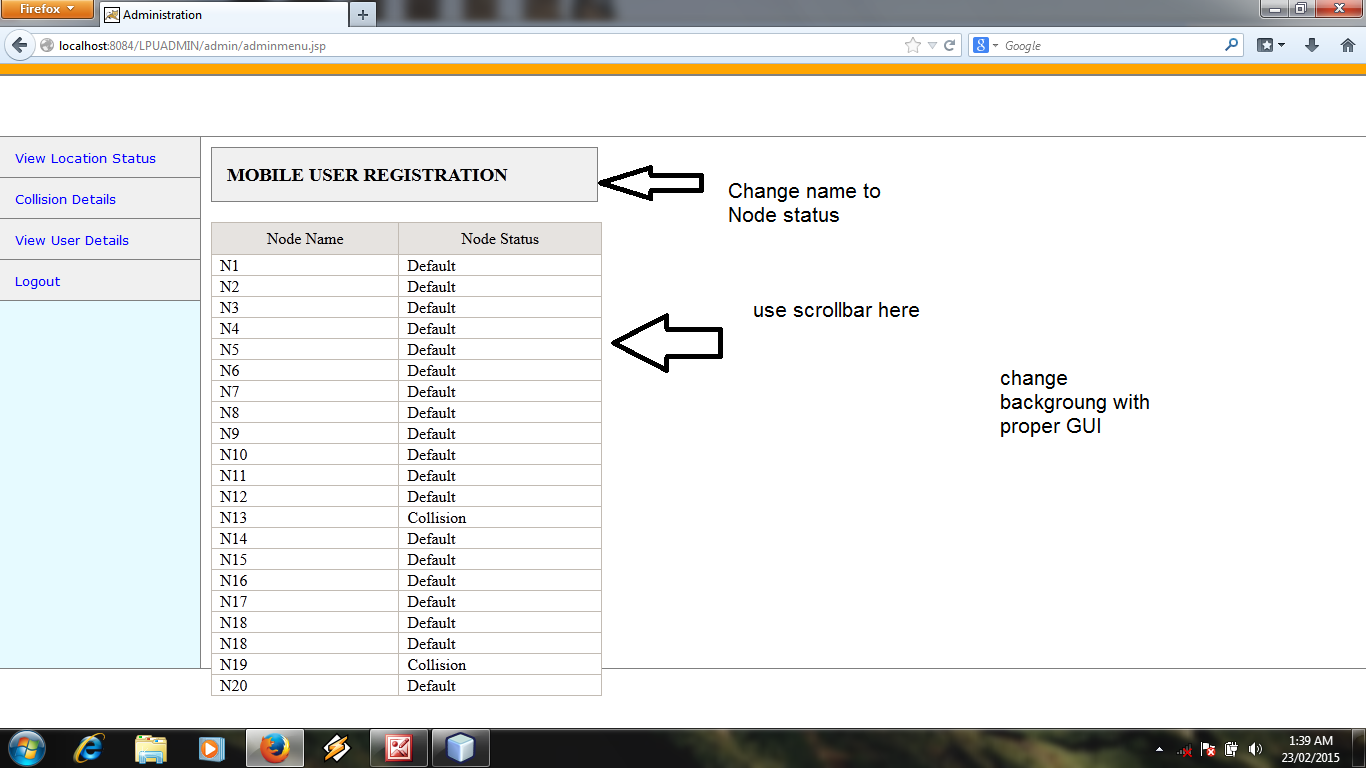 Firefox
Administration
localhost:8084/LPUADMIN/admin/adminmenu.jsp
Google
View Location Status
Collision Details
View User Details
Logout
MOBILE USER REGISTRATION
Change name to
Node status
Node Name Node Status
N1 Default
N2 Default
N3 Default
N4 Default
N5 Default
N6 Default
N7 Default
N8 Default
N9 Default
N10 Default
N11 Default
N12 Default
N13 Collision
N14 Default
N15 Default
N16 Default
N17 Default
N18 Default
N18 Default
N19 Collision
N20 Default
use scrollbar here
change
backgroung with
proper GUI
1:39 AM
23/02/2015